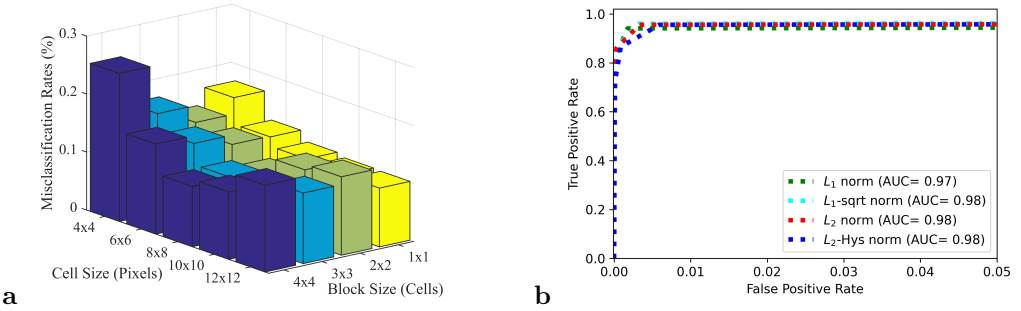 0.3
0.2
0.1
0
Misclassification Rates (%)
4x4
6x6
8x8
10x10
12x12
Cell Size (Pixels)
4x4
3x3
2x2
1x1
Block Size (Cells)
a
1.0
0.8
0.6
0.4
0.2
0.0
True Positive Rate
L1 norm (AUC= 0.97)
L1-sqrt norm (AUC= 0.98)
L2 norm (AUC= 0.98)
L2-Hys norm (AUC= 0.98)
0.00 0.01 0.02 0.03 0.04 0.05
False Positive Rate
b